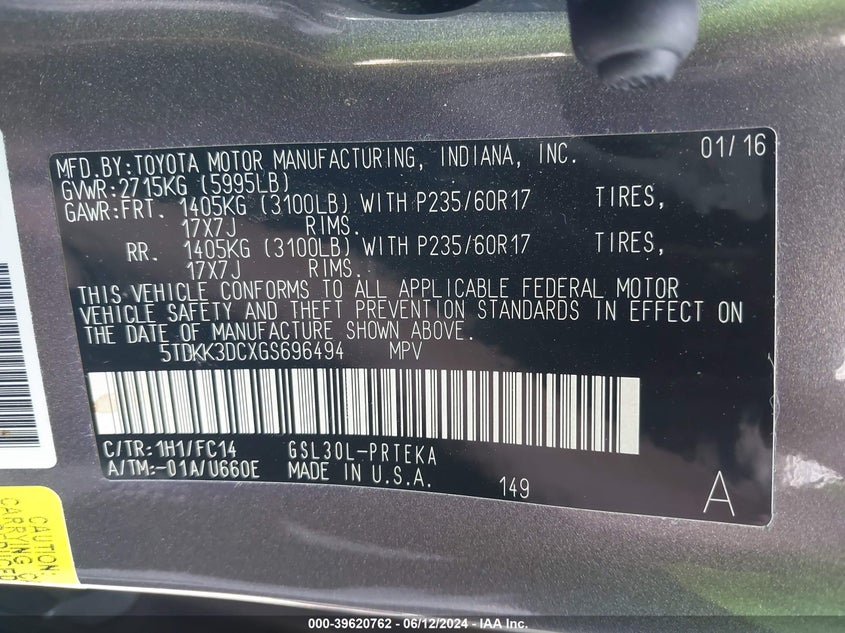 MFD.BY:TOYOTA MOTOR MANUFACTURING, INDIANA, INC. 01/16
GVWR:2715KG (5995LB)
GAWR:FRT. 1405KG (3100LB) WITH P235/60R17 TIRES,
17X7J RIMS.
RR. 1405KG (3100LB) WITH P235/60R17 TIRES,
17X7J RIMS.
THIS VEHICLE CONFORMS TO ALL APPLICABLE FEDERAL MOTOR
VEHICLE SAFETY AND THEFT PREVENTION STANDARDS IN EFFECT ON
THE DATE OF MANUFACTURE SHOWN ABOVE.
5TDKK3DCXGS696494 MPV
C/TR:1H1/FC14 GSL30L-PRTEKA
A/TM:-01A/U660E MADE IN U.S.A. 149 A
CAUTION:
CARRYING
000-39620762 - 06/12/2024 - IAA Inc.